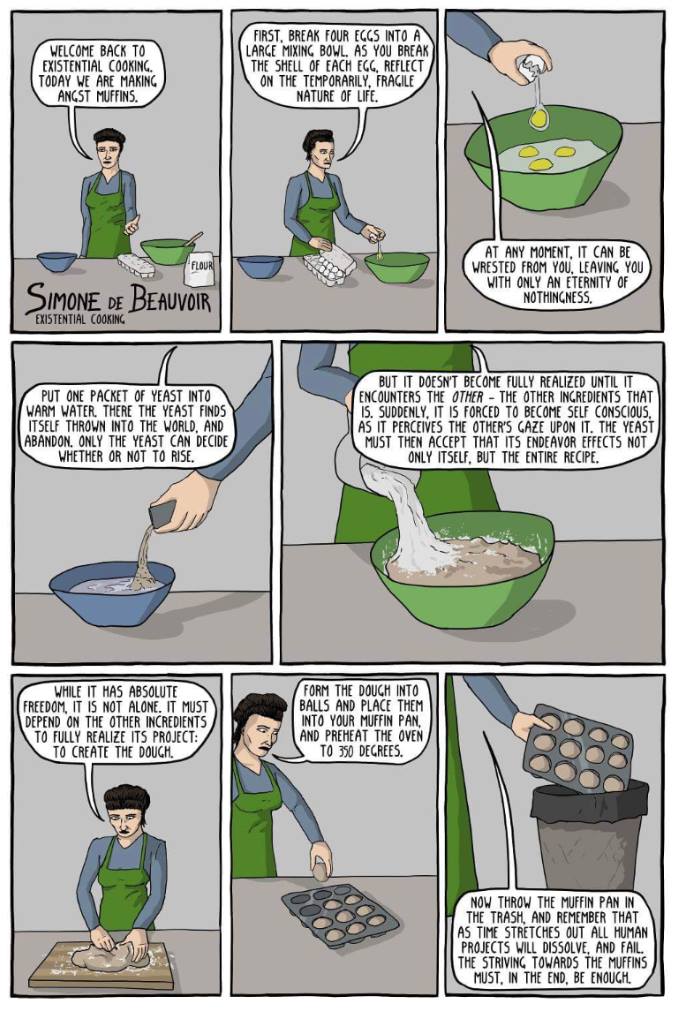 WELCOME BACK TO
EXISTENTIAL COOKING.
TODAY WE ARE MAKING
ANGST MUFFINS.
FLOUR
SIMONE DE BEAUVOIR
EXISTENTIAL COOKING
FIRST, BREAK FOUR EGGS INTO A
LARGE MIXING BOWL. AS YOU BREAK
THE SHELL OF EACH EGG, REFLECT
ON THE TEMPORARILY, FRAGILE
NATURE OF LIFE.
AT ANY MOMENT, IT CAN BE
WRESTED FROM YOU, LEAVING YOU
WITH ONLY AN ETERNITY OF
NOTHINGNESS.
PUT ONE PACKET OF YEAST INTO
WARM WATER. THERE THE YEAST FINDS
ITSELF THROWN INTO THE WORLD, AND
ABANDON. ONLY THE YEAST CAN DECIDE
WHETHER OR NOT TO RISE.
BUT IT DOESN'T BECOME FULLY REALIZED UNTIL IT
ENCOUNTERS THE OTHER - THE OTHER INGREDIENTS THAT
IS. SUDDENLY, IT IS FORCED TO BECOME SELF CONSCIOUS,
AS IT PERCEIVES THE OTHER'S GAZE UPON IT. THE YEAST
MUST THEN ACCEPT THAT ITS ENDEAVOR EFFECTS NOT
ONLY ITSELF, BUT THE ENTIRE RECIPE.
WHILE IT HAS ABSOLUTE
FREEDOM, IT IS NOT ALONE. IT MUST
DEPEND ON THE OTHER INGREDIENTS
TO FULLY REALIZE ITS PROJECT:
TO CREATE THE DOUGH.
FORM THE DOUGH INTO
BALLS AND PLACE THEM
INTO YOUR MUFFIN PAN,
AND PREHEAT THE OVEN
TO 350 DEGREES.
NOW THROW THE MUFFIN PAN IN
THE TRASH, AND REMEMBER THAT
AS TIME STRETCHES OUT ALL HUMAN
PROJECTS WILL DISSOLVE, AND FAIL.
THE STRIVING TOWARDS THE MUFFINS
MUST, IN THE END, BE ENOUGH.